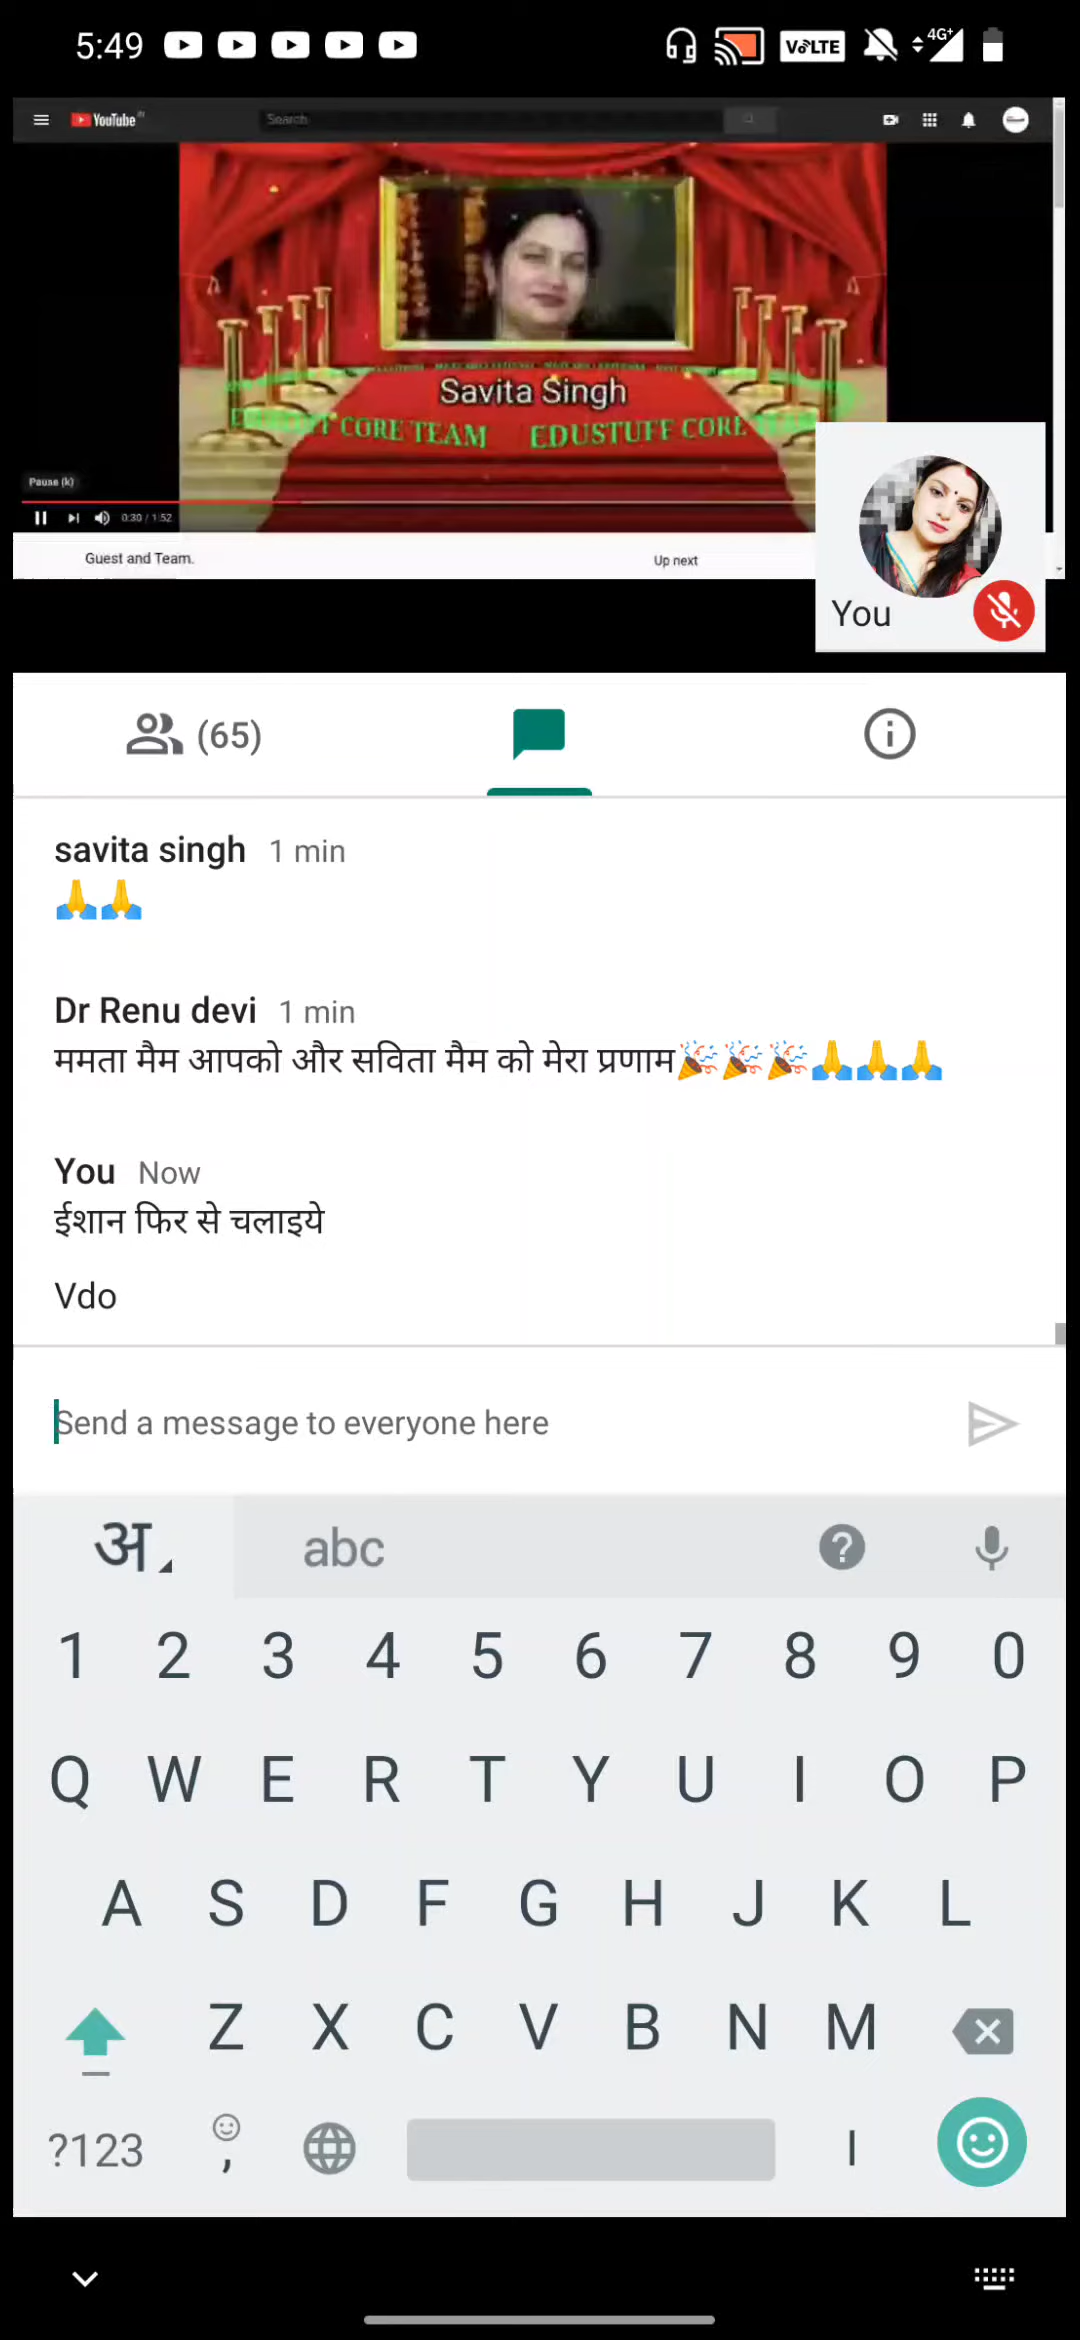 5:49
VoLTE
4G+
YouTube
Search
Savita Singh
CORE TEAM EDUSTUFF CORE
Pause (k)
0:30 / 1:52
Guest and Team.
Up next
You
(65)
savita singh 1 min
🙏🙏
Dr Renu devi 1 min
ममता मैम आपको और सविता मैम को मेरा प्रणाम🎉🎉🎉🙏🙏🙏
You Now
ईशान फिर से चलाइये
Vdo
Send a message to everyone here
अ abc
1 2 3 4 5 6 7 8 9 0
Q W E R T Y U I O P
A S D F G H J K L
Z X C V B N M
?123 , |